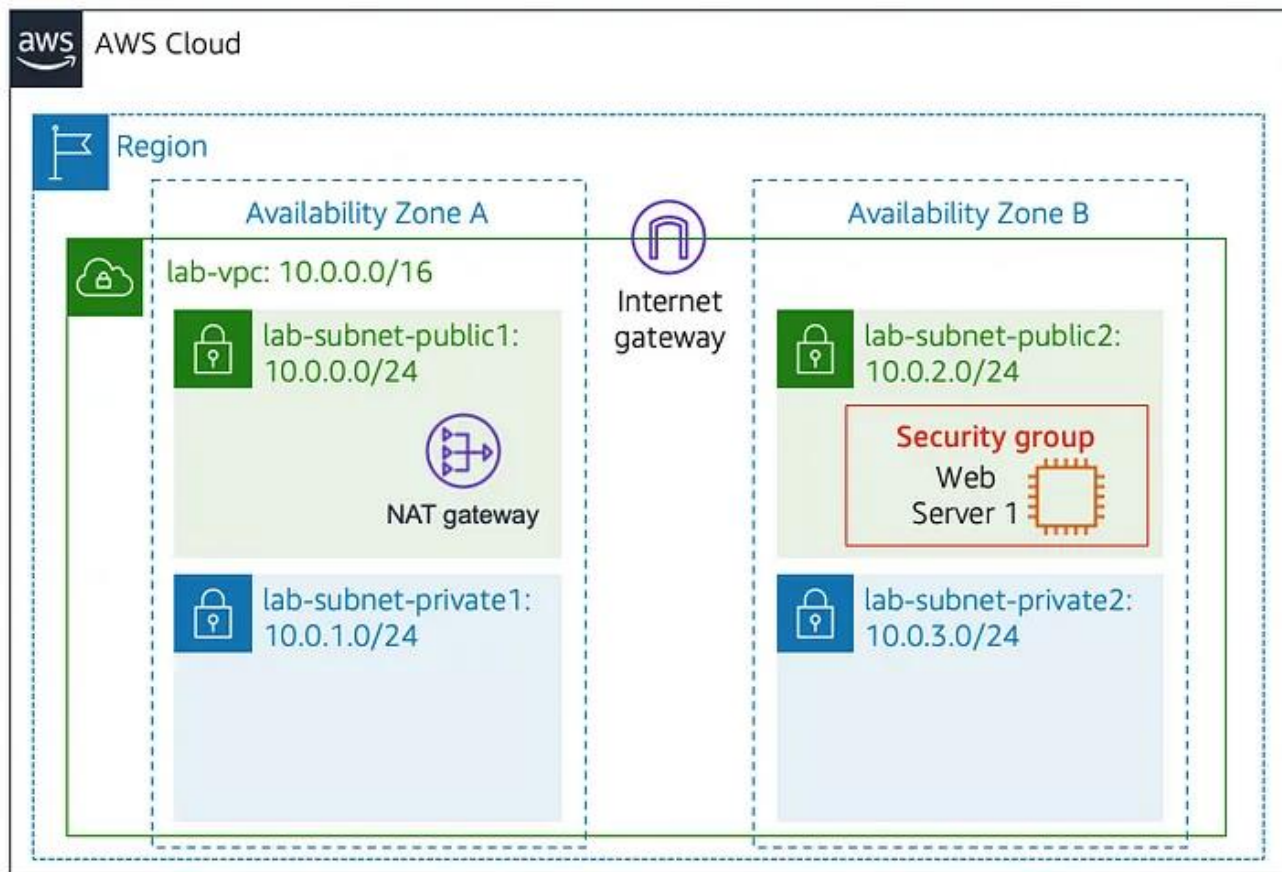 aws
AWS Cloud
Region
Availability Zone A
Availability Zone B
lab-vpc: 10.0.0.0/16
Internet
gateway
lab-subnet-public1:
10.0.0.0/24
NAT gateway
lab-subnet-public2:
10.0.2.0/24
Security group
Web
Server 1
lab-subnet-private1:
10.0.1.0/24
lab-subnet-private2:
10.0.3.0/24